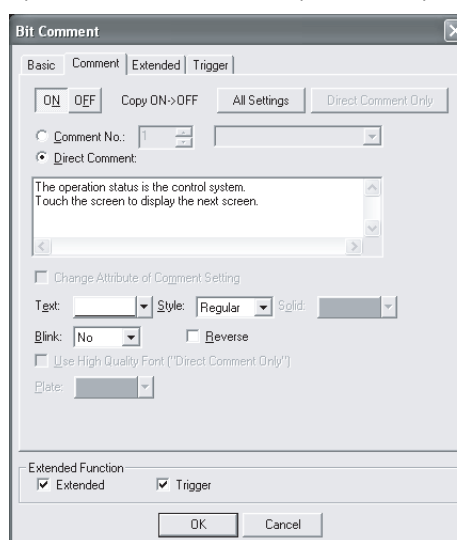 Bit Comment
Basic Comment Extended Trigger
ON OFF Copy ON->OFF All Settings Direct Comment Only
Comment No.: 1
Direct Comment:
The operation status is the control system.
Touch the screen to display the next screen.
Change Attribute of Comment Setting
Text: Style: Regular Solid:
Blink: No Reverse
Use High Quality Font ("Direct Comment Only")
Plate:
Extended Function
Extended Trigger
OK Cancel